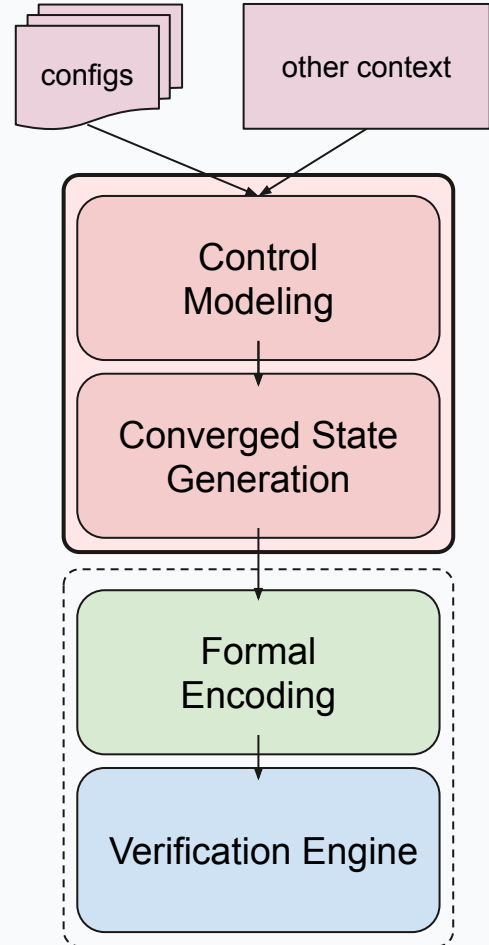 configs
other context
Control
Modeling
Converged State
Generation
Formal
Encoding
Verification Engine